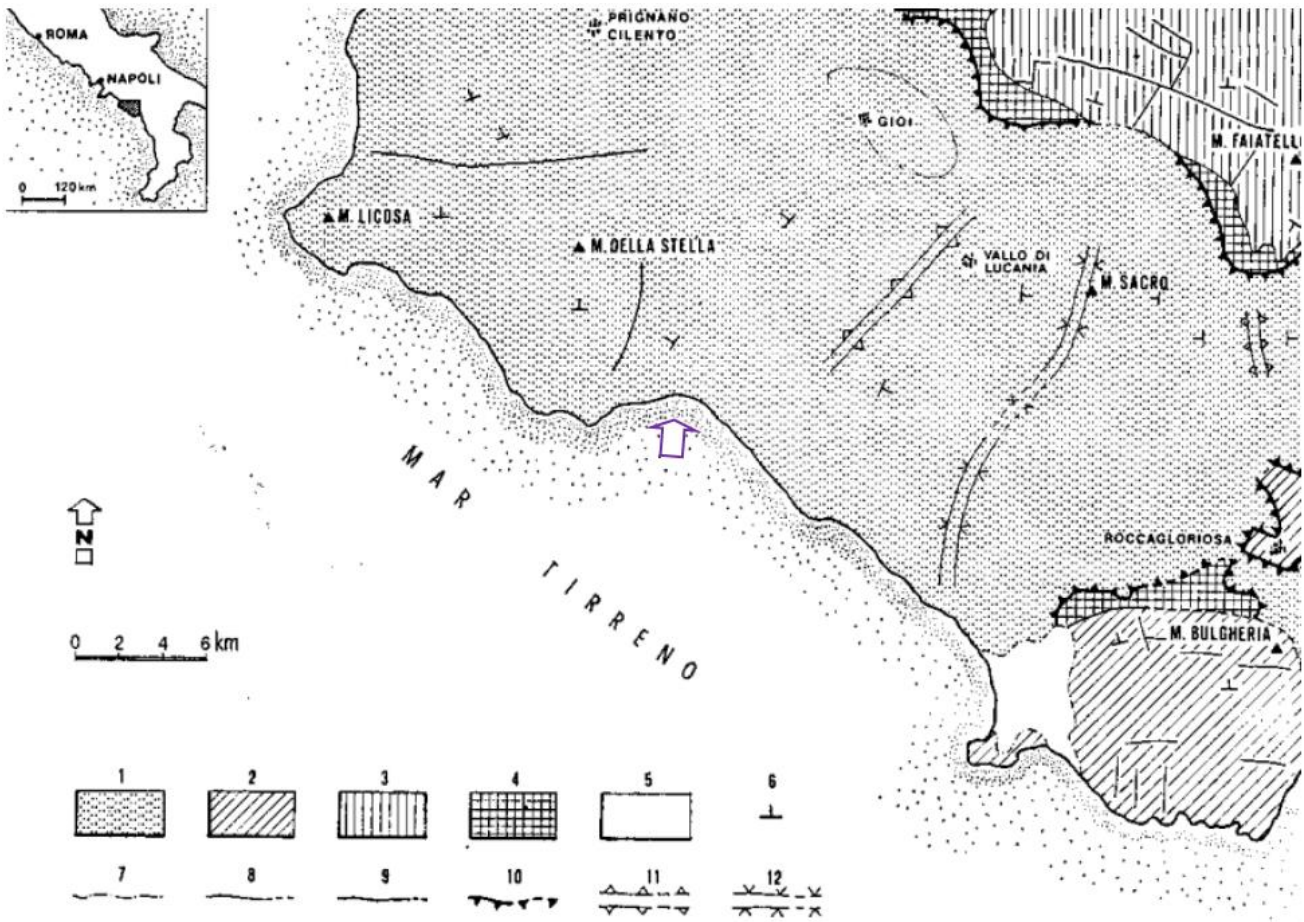 ROMA
NAPOLI
0 120 km
PRIGNANO
CILENTO
GIOI
M. FAIATELLO
M. LICOSA
M. DELLA STELLA
VALLO DI
LUCANIA
M. SACRO
MAR
TIRRENO
N
ROCCAGLORIOSA
M. BULGHERIA
0 2 4 6 km
1 2 3 4 5 6
7 8 9 10 11 12